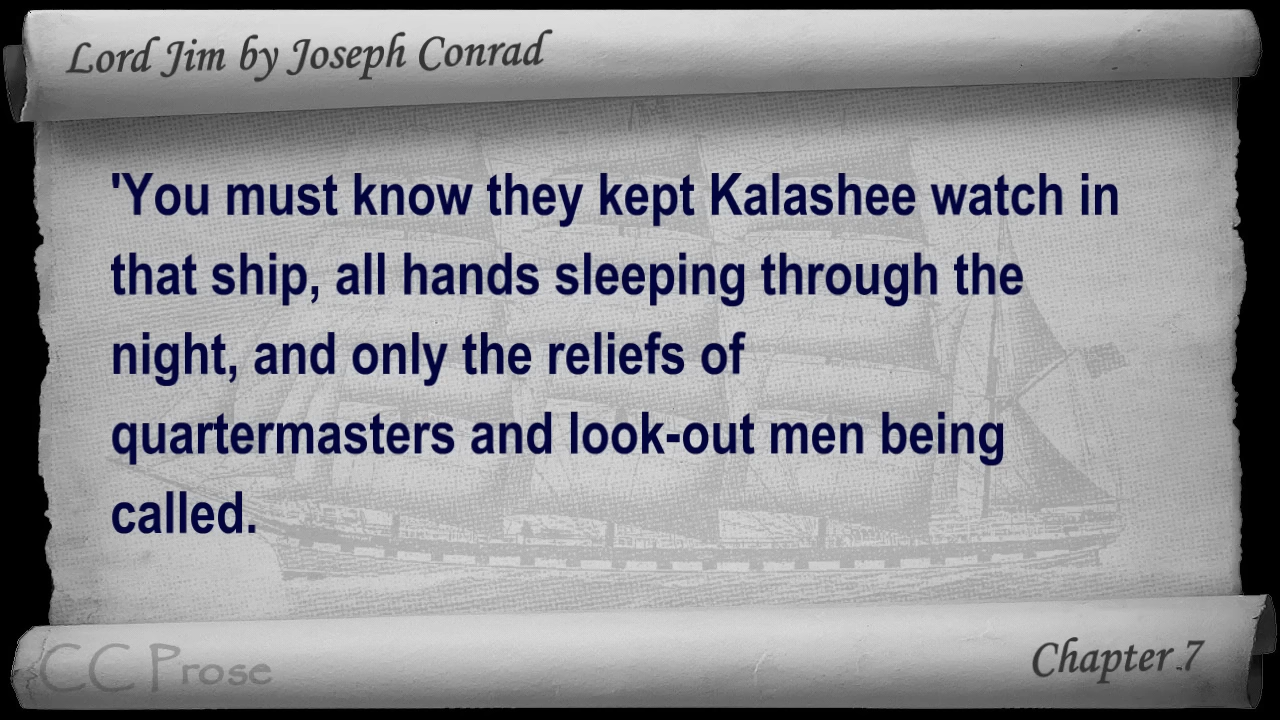 Lord Jim by Joseph Conrad
'You must know they kept Kalashee watch in
that ship, all hands sleeping through the
night, and only the reliefs of
quartermasters and look-out men being
called.
CC Prose
Chapter 7